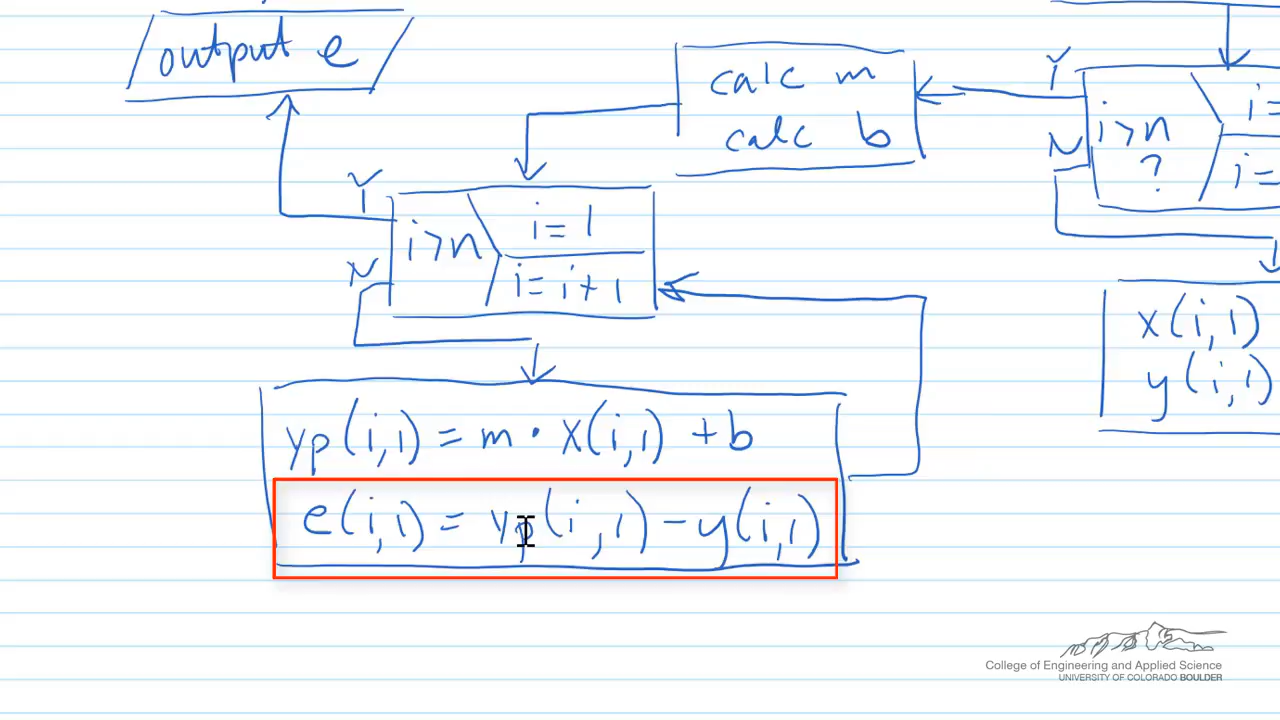 output e
calc m
calc b
Y
N
i>n
?
i=
i=
Y
N
i>n
i=1
i=i+1
x(i,1)
y(i,1)
yp(i,1) = m • x(i,1) + b
e(i,1) = yp(i,1) - y(i,1)
College of Engineering and Applied Science
UNIVERSITY OF COLORADO BOULDER